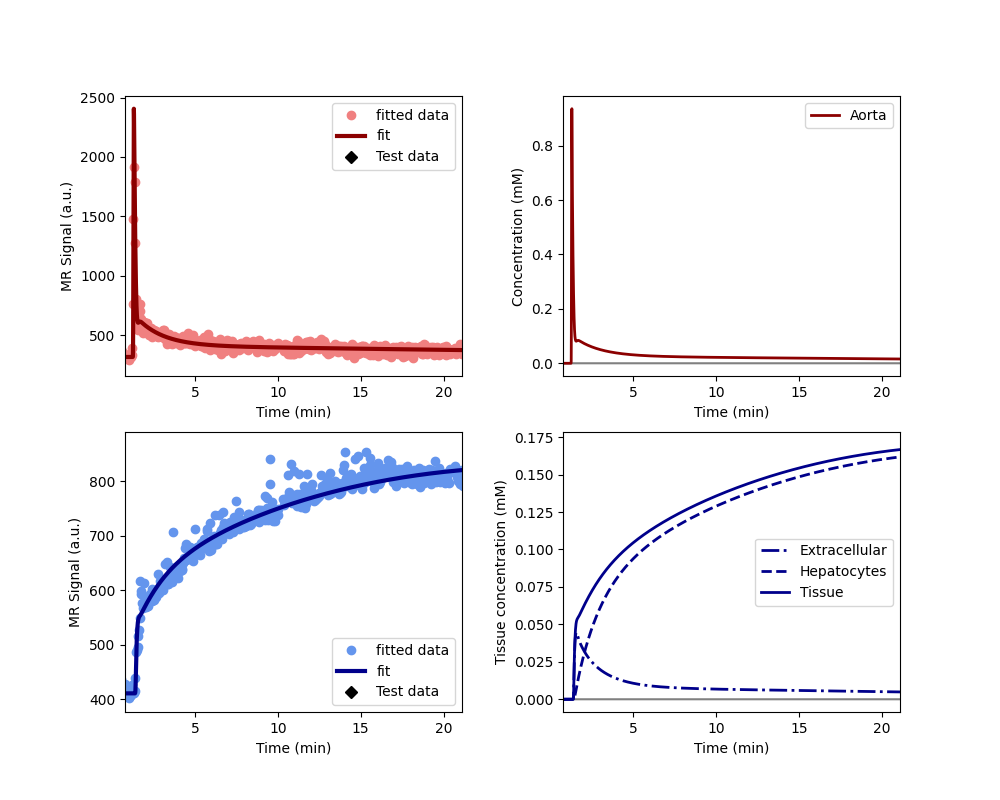 2500
2000
1500
1000
500
MR Signal (a.u.)
5
10
15
20
Time (min)
fitted data
fit
Test data
0.8
0.6
0.4
0.2
0.0
Concentration (mM)
5
10
15
20
Time (min)
Aorta
800
700
600
500
400
MR Signal (a.u.)
5
10
15
20
Time (min)
fitted data
fit
Test data
0.175
0.150
0.125
0.100
0.075
0.050
0.025
0.000
Tissue concentration (mM)
5
10
15
20
Time (min)
Extracellular
Hepatocytes
Tissue